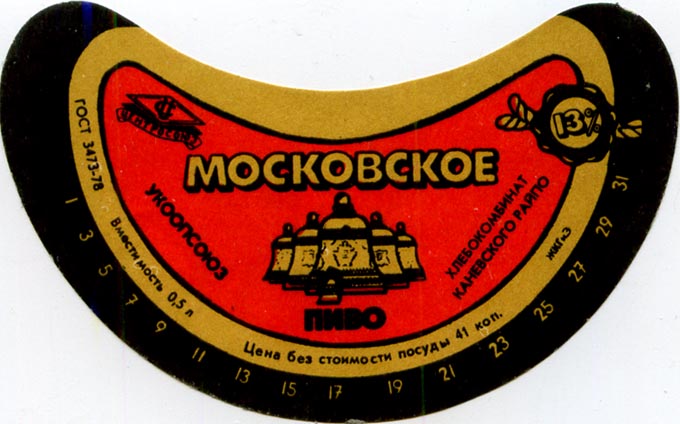 ЦЕНТРОСОЮЗ
13%
МОСКОВСКОЕ
УКООПСОЮЗ
ХЛЕБОКОМБИНАТ
КАНЕВСКОГО РАЙПО
ПИВО
ГОСТ 3473-78
Вместимость 0,5 л
Цена без стоимости посуды 41 коп.
1 3 5 7 9 11 13 15 17 19 21 23 25 27 29 31